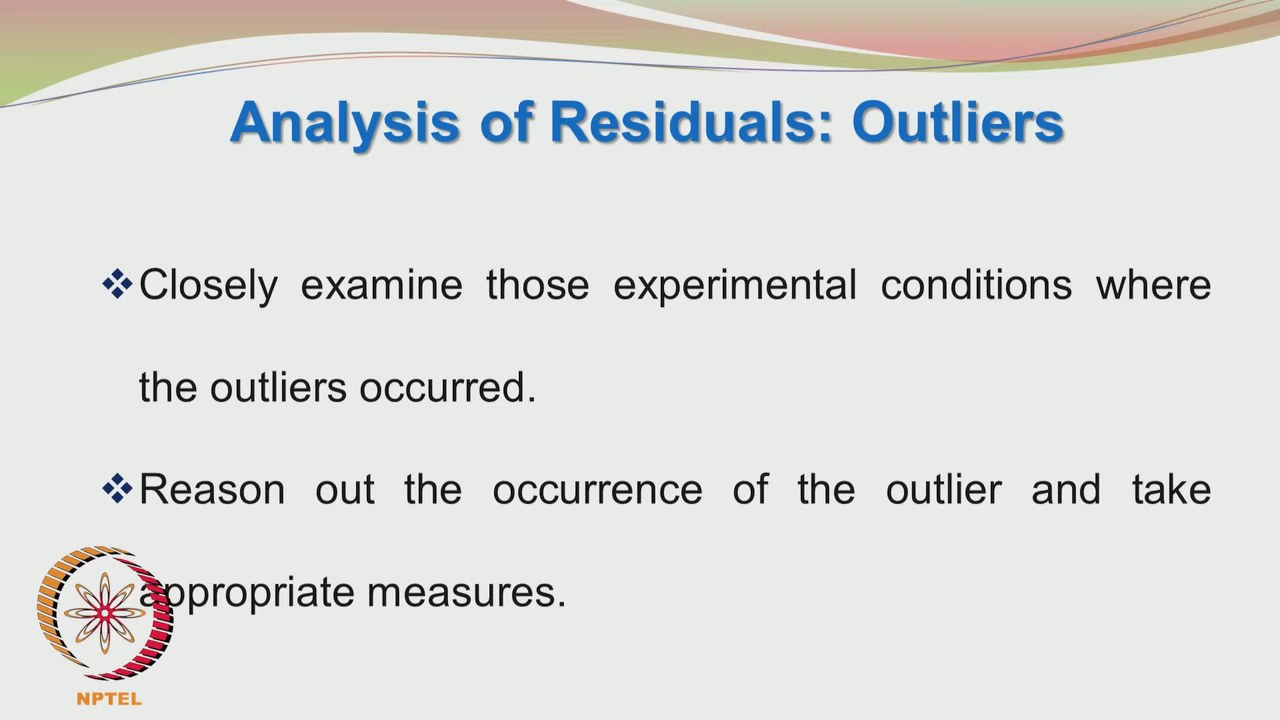 Analysis of Residuals: Outliers
❖Closely examine those experimental conditions where
the outliers occurred.
❖Reason out the occurrence of the outlier and take
appropriate measures.
NPTEL